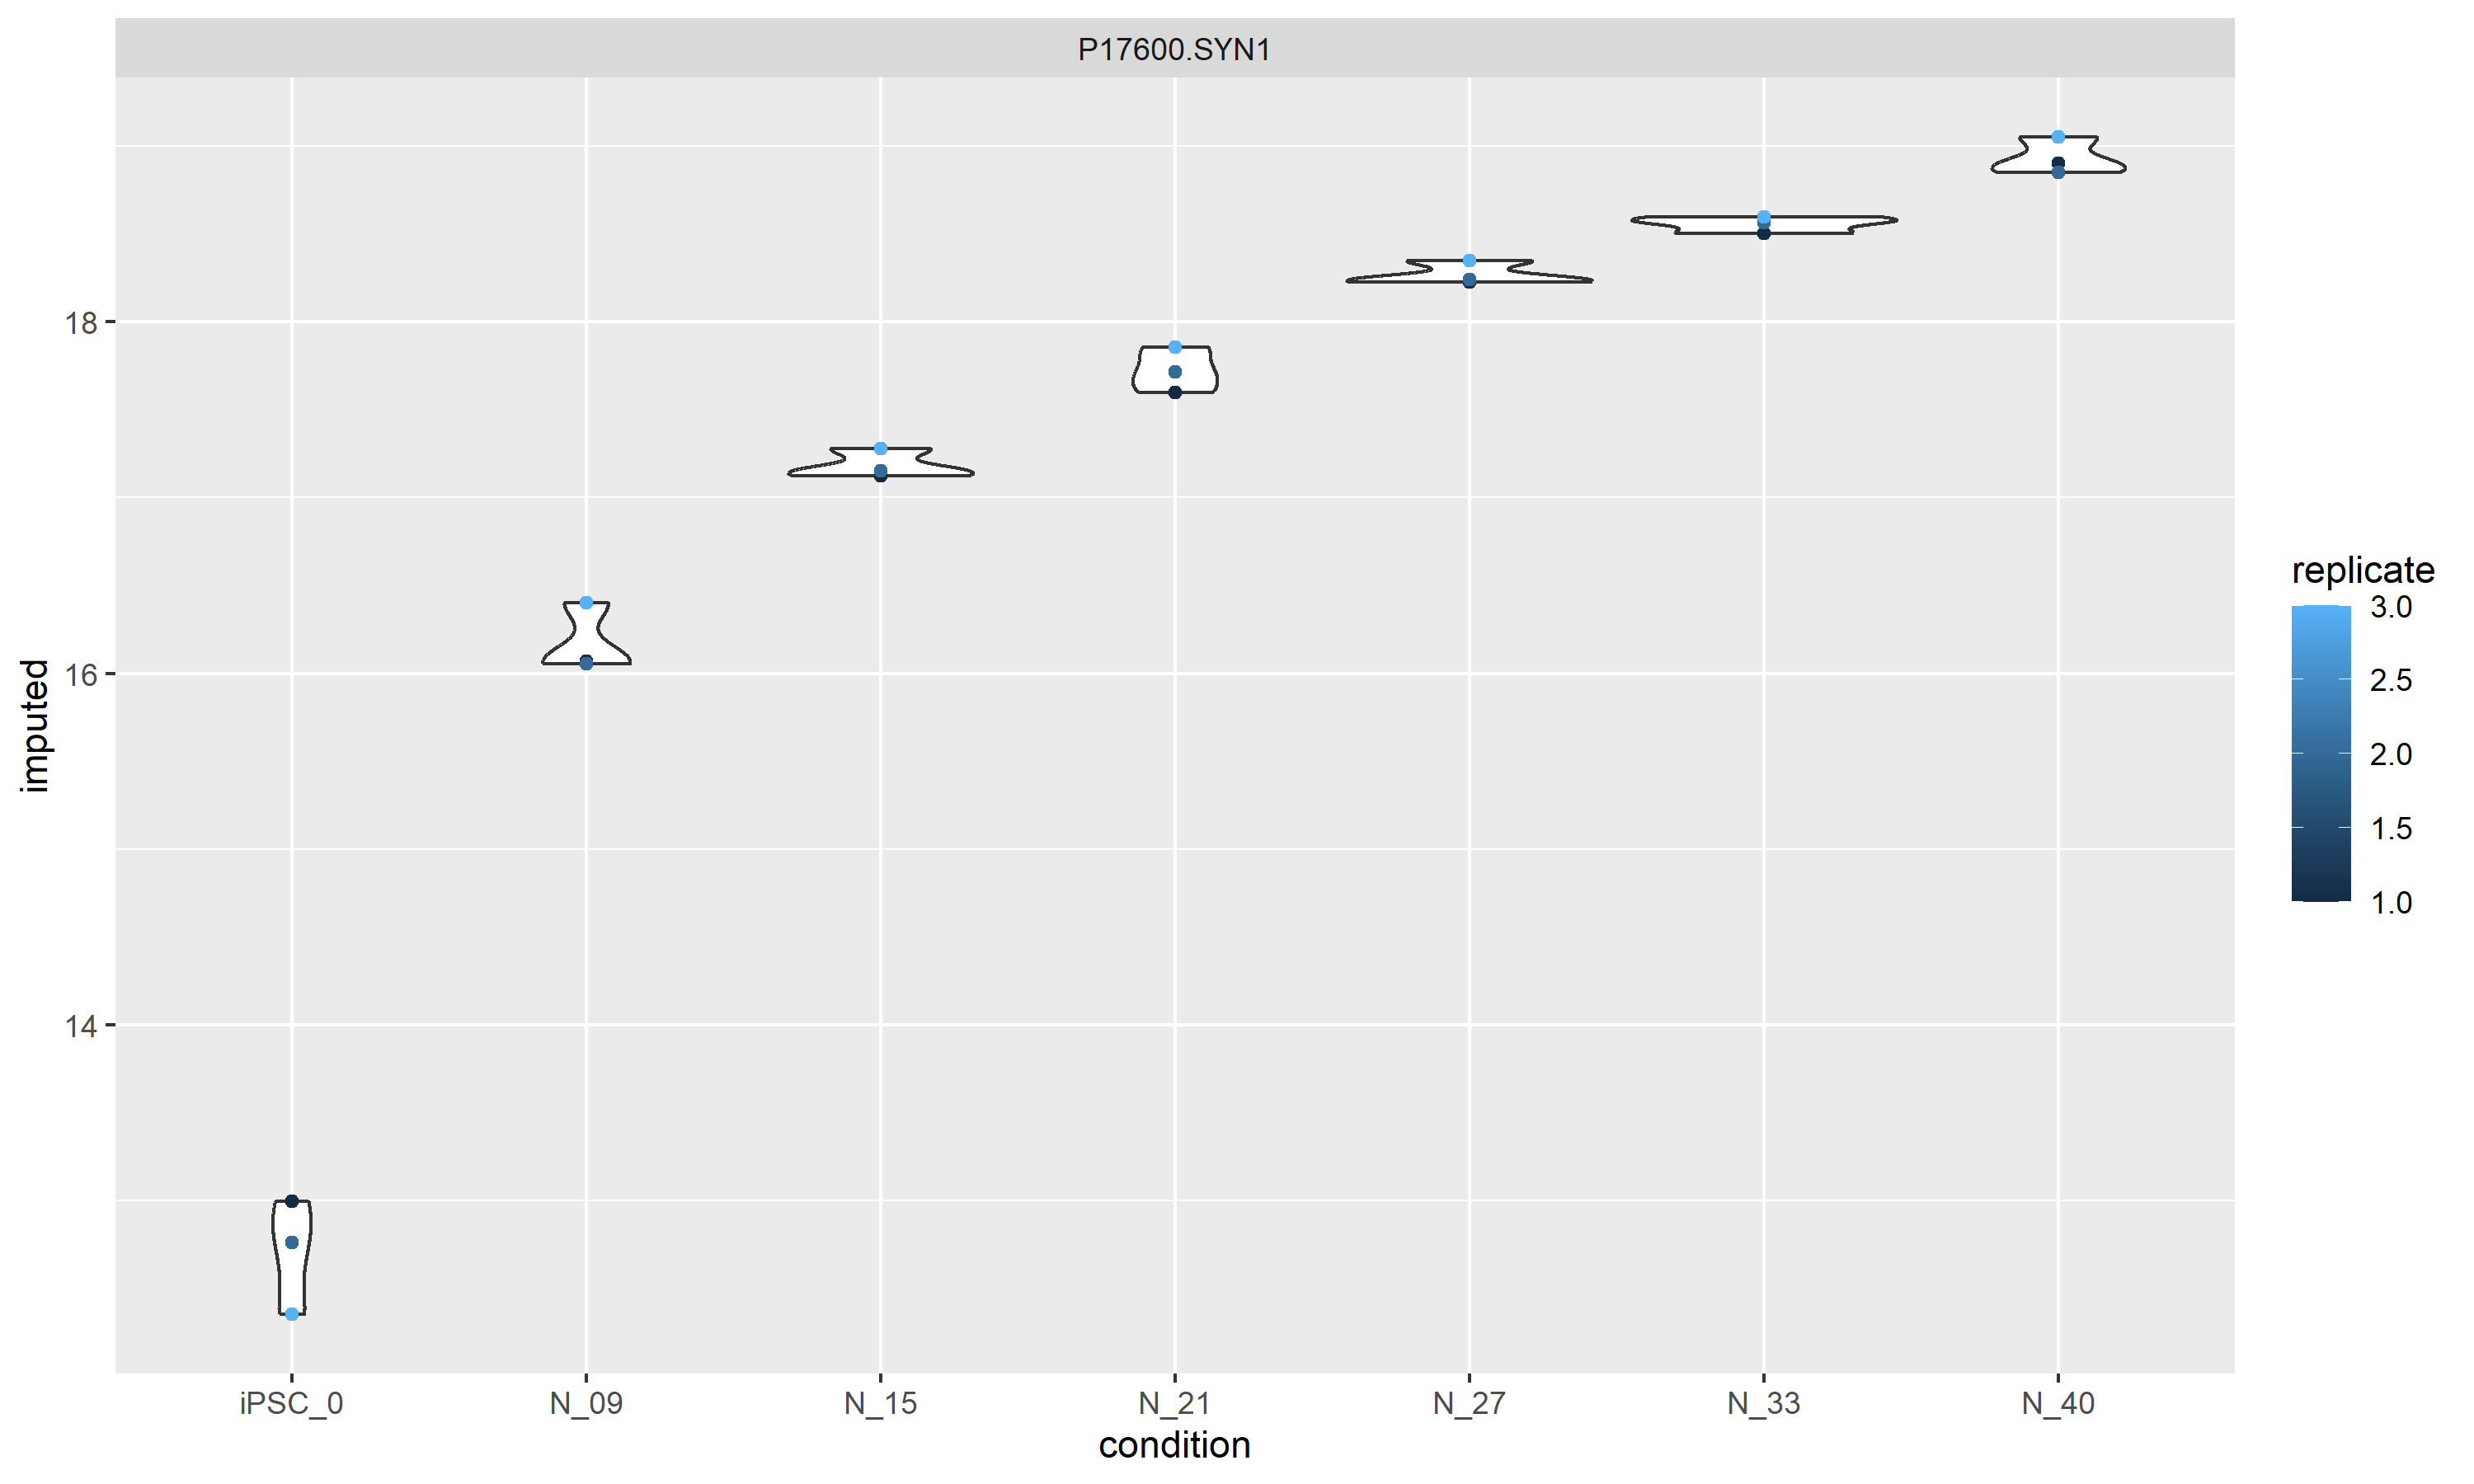 P17600.SYN1
imputed
18
16
14
iPSC_0 N_09 N_15 N_21 N_27 N_33 N_40
condition
replicate
3.0
2.5
2.0
1.5
1.0